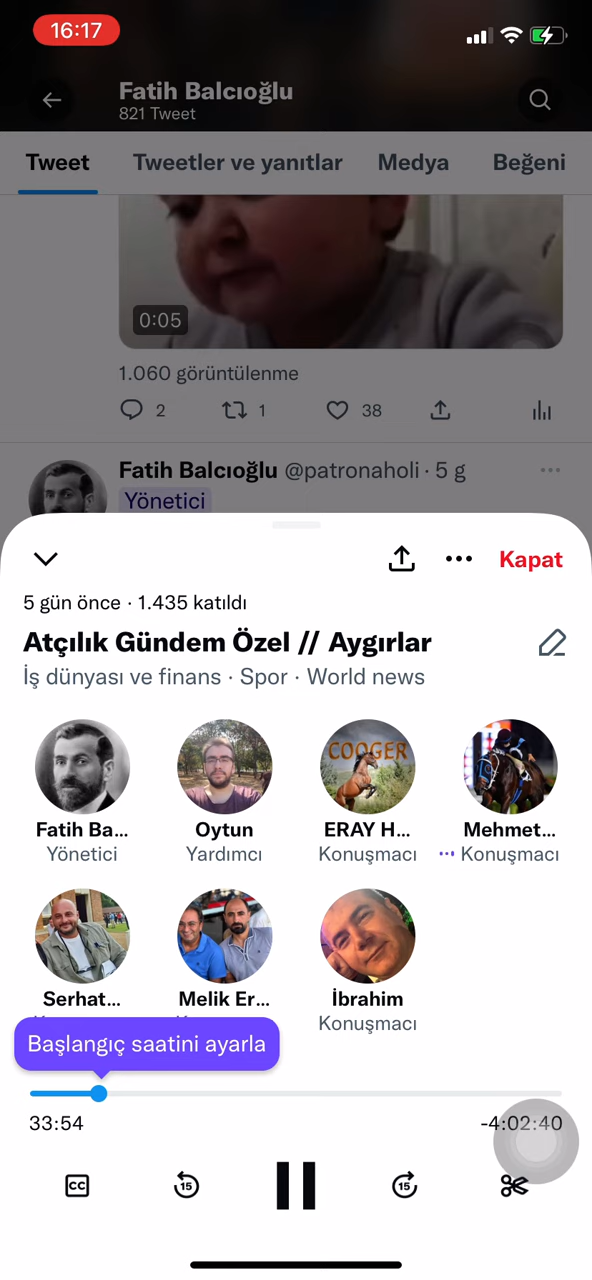 16:17
Fatih Balcıoğlu
821 Tweet
Tweet Tweetler ve yanıtlar Medya Beğeni
0:05
1.060 görüntülenme
2 1 38
Fatih Balcıoğlu @patronaholi · 5 g
Yönetici
Kapat
5 gün önce · 1.435 katıldı
Atçılık Gündem Özel // Aygırlar
İş dünyası ve finans · Spor · World news
COOGER
Fatih Ba... Oytun ERAY H... Mehmet...
Yönetici Yardımcı Konuşmacı Konuşmacı
Serhat... Melik Er... İbrahim
Konuşmacı
Başlangıç saatini ayarla
33:54 -4:02:40
CC 15 15